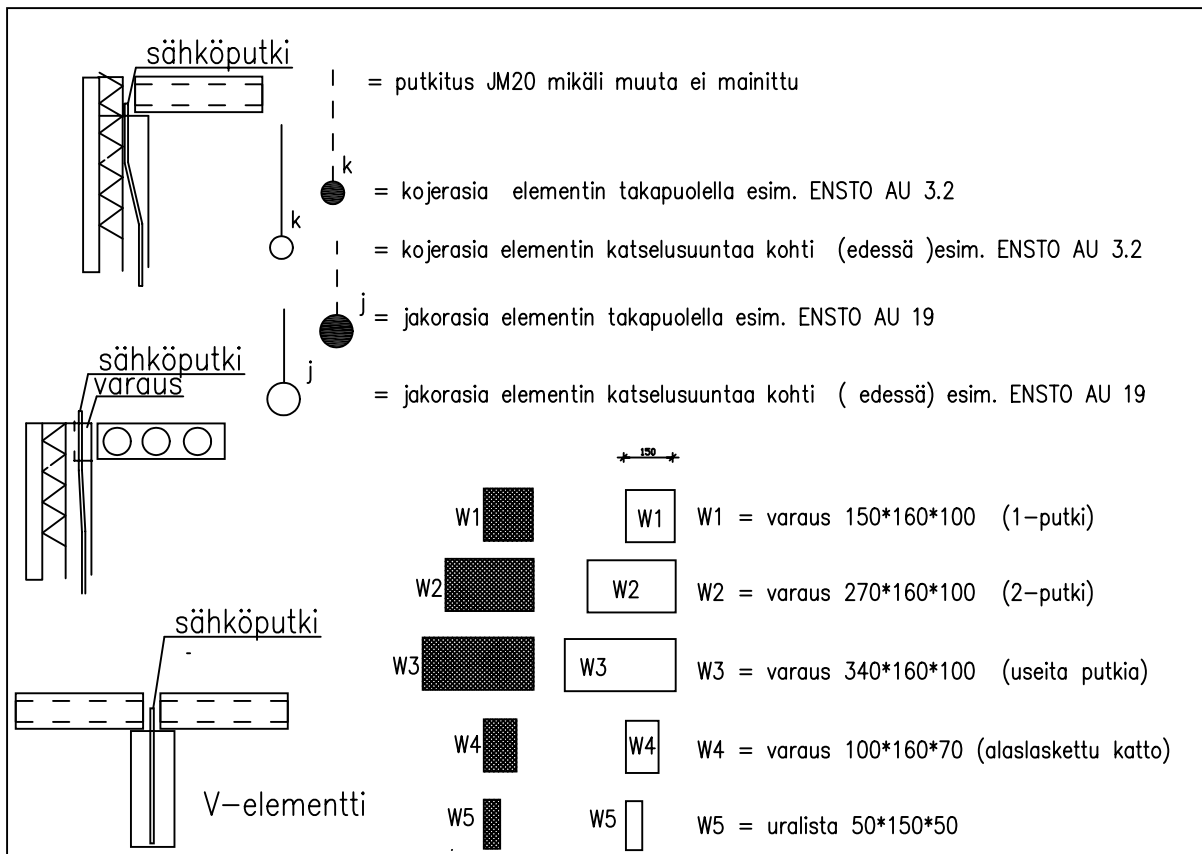 sähköputki
= putkitus JM20 mikäli muuta ei mainittu
k
= kojerasia elementin takapuolella esim. ENSTO AU 3.2
k
= kojerasia elementin katselusuuntaa kohti (edessä )esim. ENSTO AU 3.2
j
= jakorasia elementin takapuolella esim. ENSTO AU 19
j
= jakorasia elementin katselusuuntaa kohti ( edessä) esim. ENSTO AU 19
sähköputki
varaus
150
W1 W1 W1 = varaus 150*160*100 (1-putki)
W2 W2 W2 = varaus 270*160*100 (2-putki)
W3 W3 W3 = varaus 340*160*100 (useita putkia)
W4 W4 W4 = varaus 100*160*70 (alaslaskettu katto)
W5 W5 W5 = uralista 50*150*50
sähköputki
V-elementti